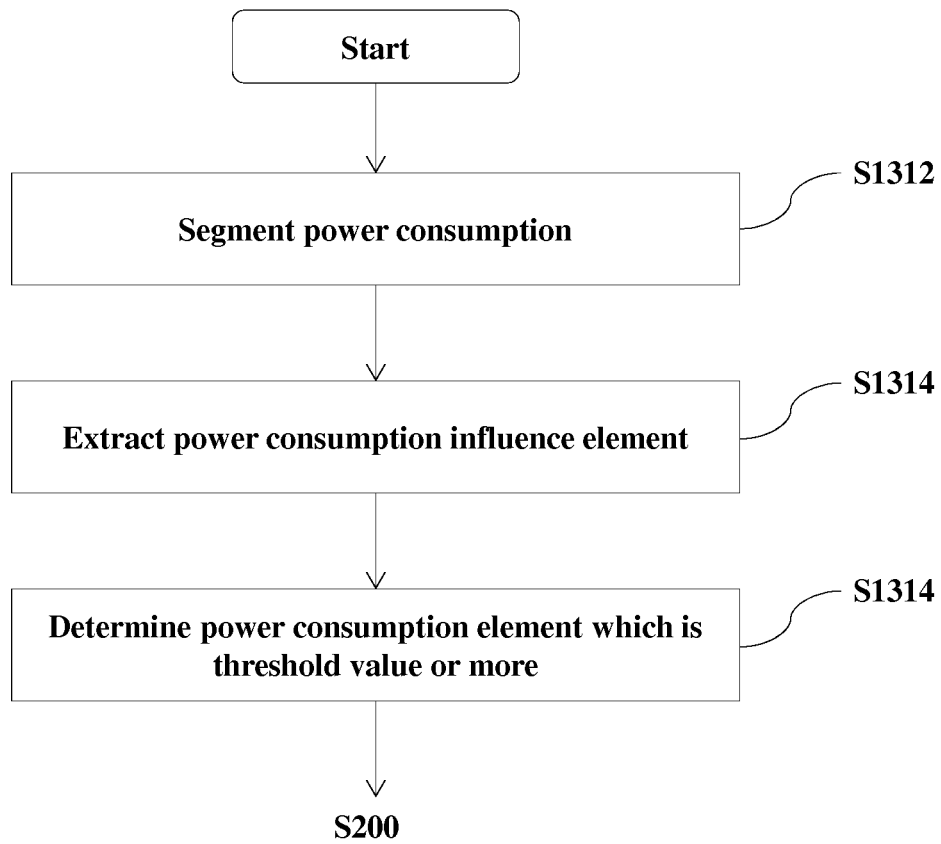 Start
S1312
Segment power consumption
S1314
Extract power consumption influence element
S1314
Determine power consumption element which is
threshold value or more
S200